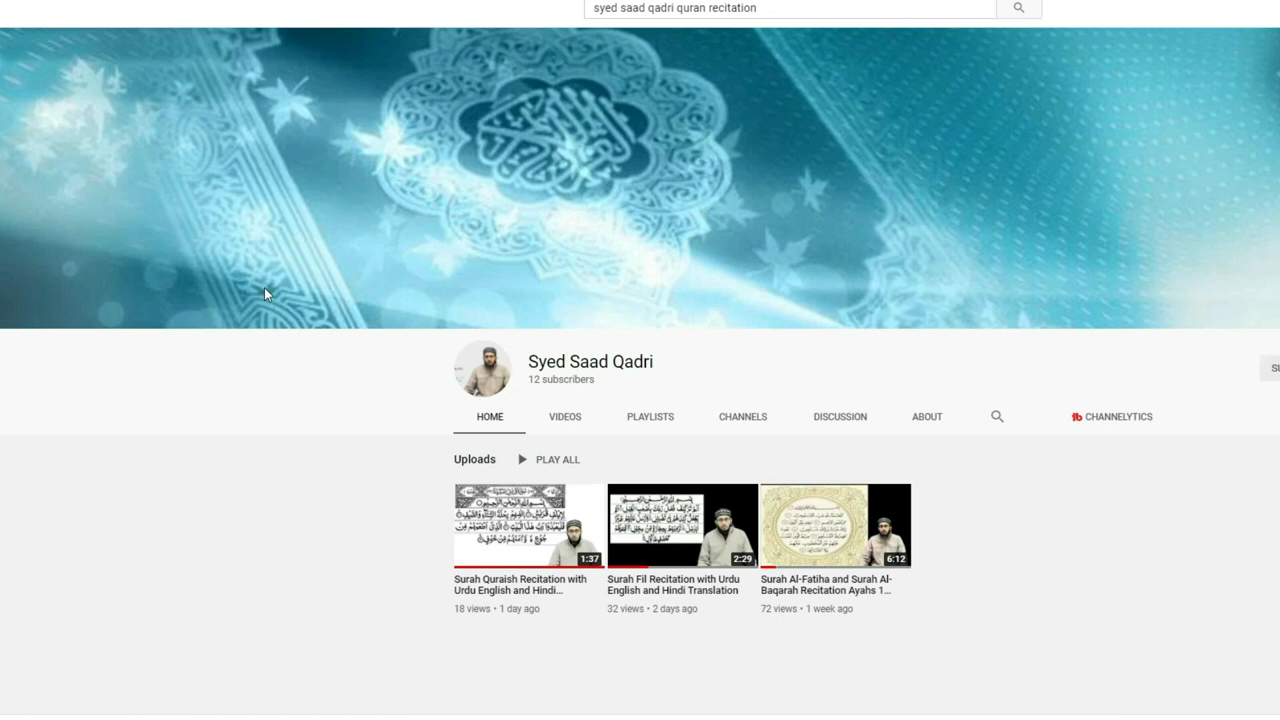 syed saad qadri quran recitation
Syed Saad Qadri
12 subscribers
HOME VIDEOS PLAYLISTS CHANNELS DISCUSSION ABOUT CHANNELYTICS
Uploads PLAY ALL
1:37 2:29 6:12
Surah Quraish Recitation with
Urdu English and Hindi...
18 views • 1 day ago
Surah Fil Recitation with Urdu
English and Hindi Translation
32 views • 2 days ago
Surah Al-Fatiha and Surah Al-
Baqarah Recitation Ayahs 1...
72 views • 1 week ago